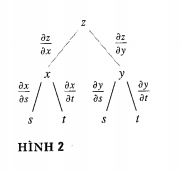 z
∂z/∂x ∂z/∂y
x y
∂x/∂s ∂x/∂t ∂y/∂s ∂y/∂t
s t s t
HÌNH 2